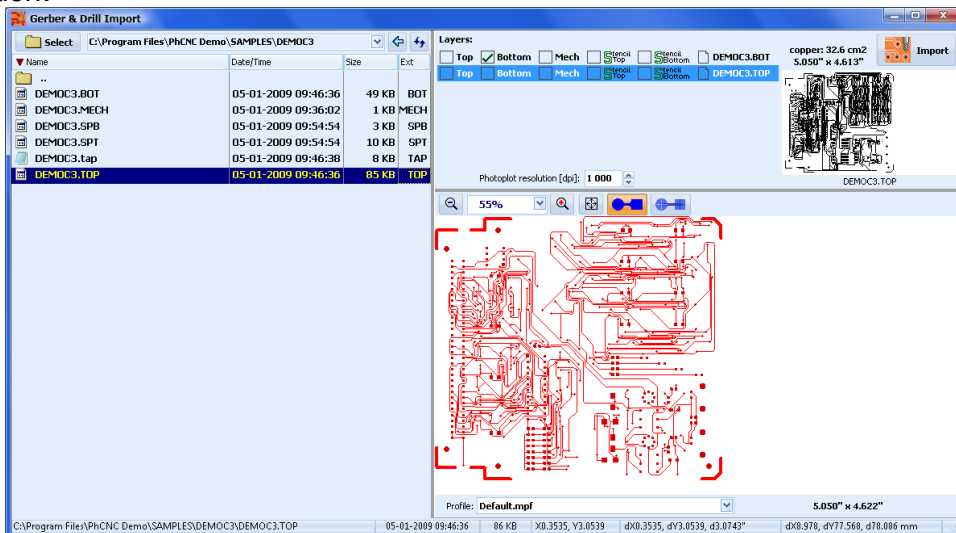 Gerber & Drill Import
Select C:\Program Files\PhCNC Demo\SAMPLES\DEMOC3
Name Date/Time Size Ext
..
DEMOC3.BOT 05-01-2009 09:46:36 49 KB BOT
DEMOC3.MECH 05-01-2009 09:36:02 1 KB MECH
DEMOC3.SPB 05-01-2009 09:54:54 3 KB SPB
DEMOC3.SPT 05-01-2009 09:54:54 10 KB SPT
DEMOC3.tap 05-01-2009 09:46:38 8 KB TAP
DEMOC3.TOP 05-01-2009 09:46:36 85 KB TOP
Layers:
Top Bottom Mech Stencil Top Stencil Bottom DEMOC3.BOT
Top Bottom Mech Stencil Top Stencil Bottom DEMOC3.TOP
copper: 32.6 cm2
5.050" x 4.613"
Import
DEMOC3.TOP
Photoplot resolution [dpi]: 1 000
55%
Profile: Default.mpf 5.050" x 4.622"
C:\Program Files\PhCNC Demo\SAMPLES\DEMOC3\DEMOC3.TOP 05-01-2009 09:46:36 86 KB X0.3535, Y3.0539 dX0.3535, dY3.0539, d3.0743" dX8.978, dY77.568, d78.086 mm